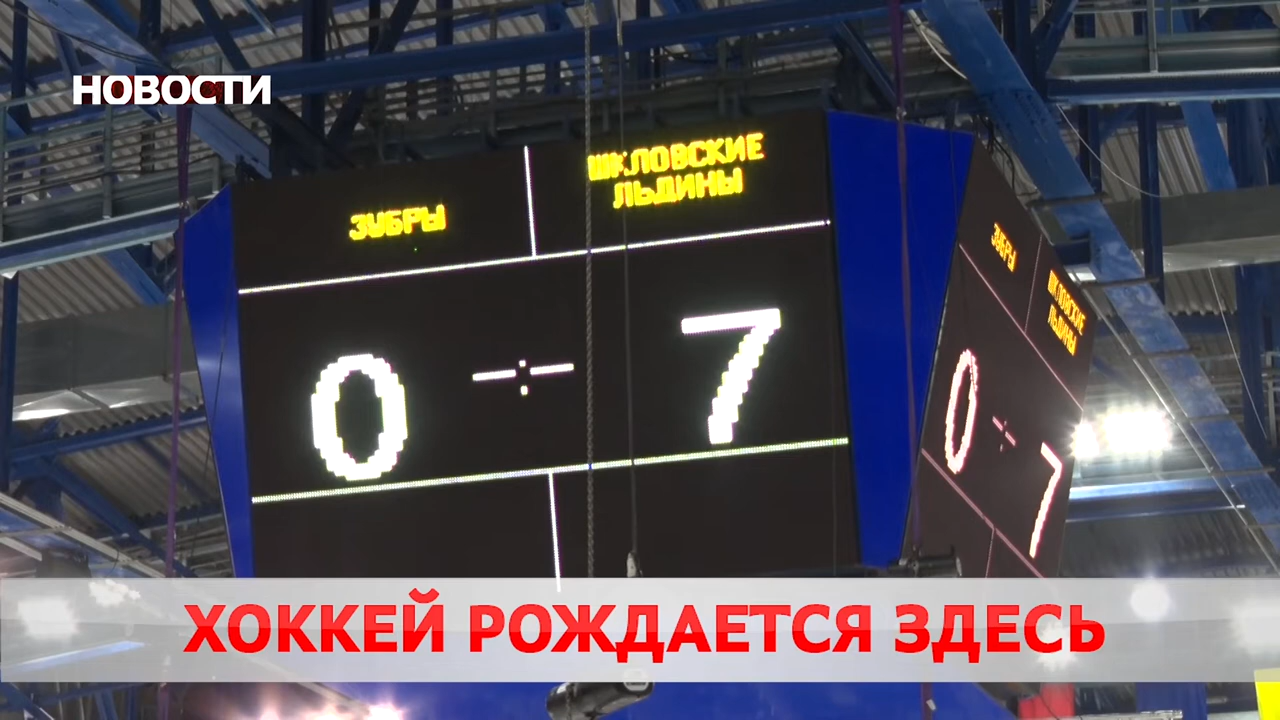 НОВОСТИ
ЗУБРЫ
ШКЛОВСКИЕ
ЛЬДИНЫ
0 - 7
ЗУБРЫ
ШКЛОВСКИЕ
ЛЬДИНЫ
0 - 7
ХОККЕЙ РОЖДАЕТСЯ ЗДЕСЬ